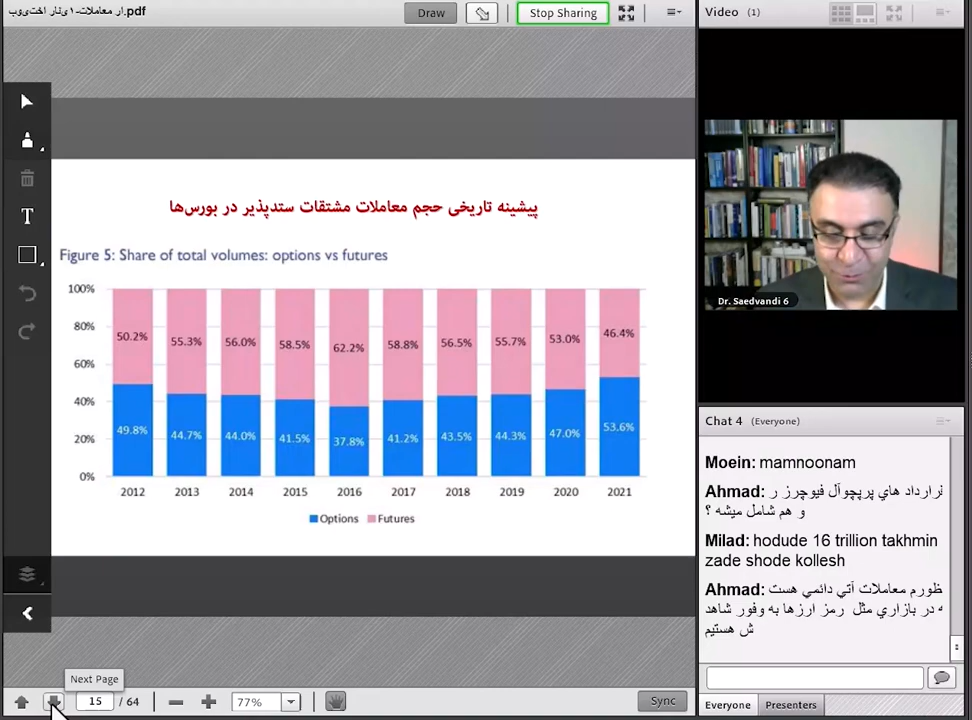 ار معاملات-۱ینار اختیوب.pdf
Draw
Stop Sharing
Video (1)
پیشینه تاریخی حجم معاملات مشتقات ستدپذیر در بورس‌ها
Figure 5: Share of total volumes: options vs futures
100%
80%
60%
40%
20%
0%
50.2% 55.3% 56.0% 58.5% 62.2% 58.8% 56.5% 55.7% 53.0% 46.4%
49.8% 44.7% 44.0% 41.5% 37.8% 41.2% 43.5% 44.3% 47.0% 53.6%
2012 2013 2014 2015 2016 2017 2018 2019 2020 2021
Options Futures
Next Page
15 / 64
77%
Sync
Dr. Saedvandi 6
Chat 4 (Everyone)
Moein: mamnoonam
Ahmad: قرارداد هاي پرپچوآل فيوچرز ر
و هم شامل ميشه ؟
Milad: hodude 16 trillion takhmin
zade shode kollesh
Ahmad: ظورم معاملات آتي دائمي هست
ه در بازاري مثل رمز ارزها به وفور شاهد
ش هستيم
Everyone Presenters